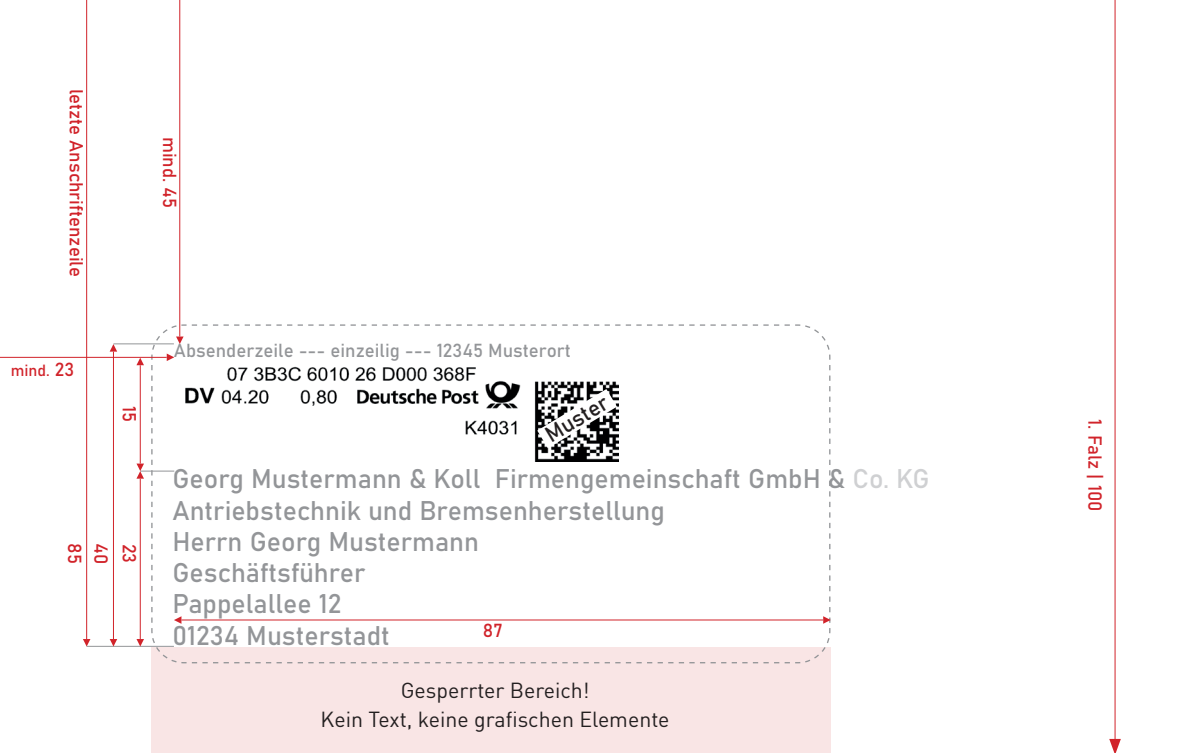 letzte Anschriftenzeile
mind. 45
Absenderzeile --- einzeilig --- 12345 Musterort
mind. 23
07 3B3C 6010 26 D000 368F
DV 04.20 0,80 Deutsche Post
Muster
15
K4031
1. Falz | 100
Georg Mustermann & Koll Firmengemeinschaft GmbH & Co. KG
Antriebstechnik und Bremsenherstellung
Herrn Georg Mustermann
85
40
23
Geschäftsführer
Pappelallee 12
87
01234 Musterstadt
Gesperrter Bereich!
Kein Text, keine grafischen Elemente